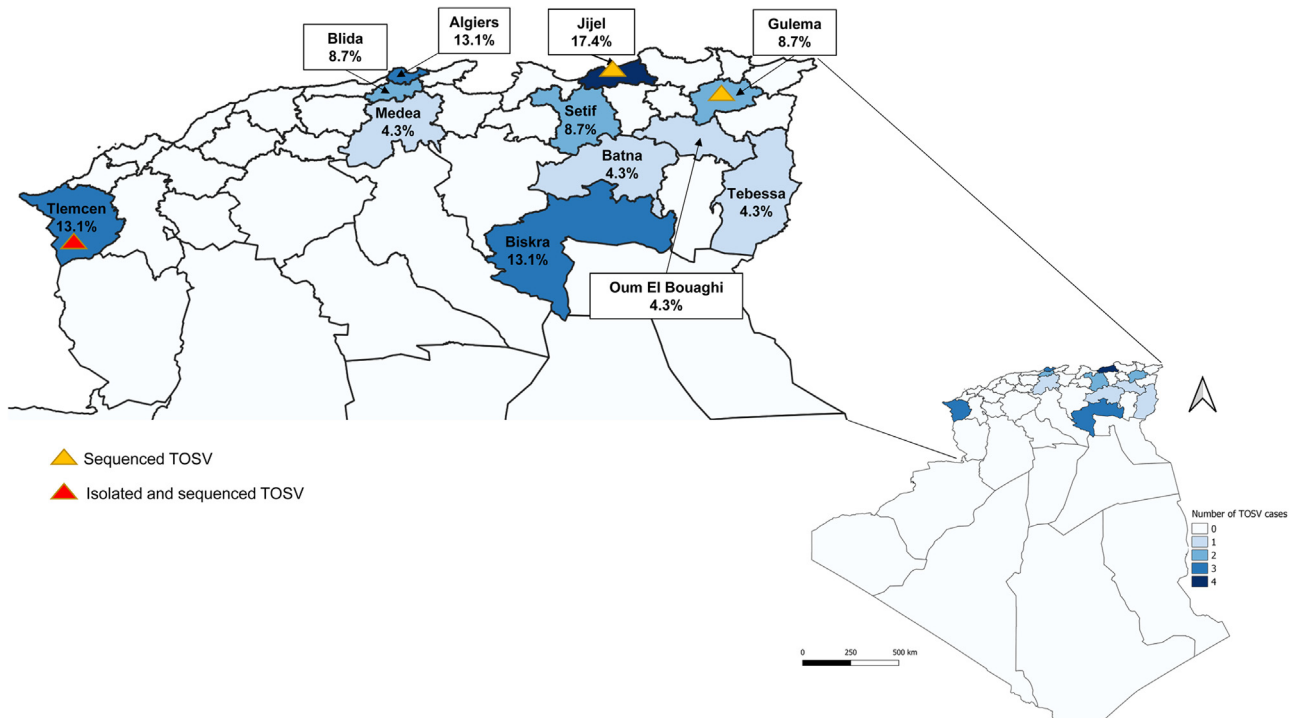 Blida
8.7%
Algiers
13.1%
Jijel
17.4%
Gulema
8.7%
Medea
4.3%
Setif
8.7%
Batna
4.3%
Tebessa
4.3%
Tlemcen
13.1%
Biskra
13.1%
Oum El Bouaghi
4.3%
Sequenced TOSV
Isolated and sequenced TOSV
Number of TOSV cases
0
1
2
3
4
0 250 500 km